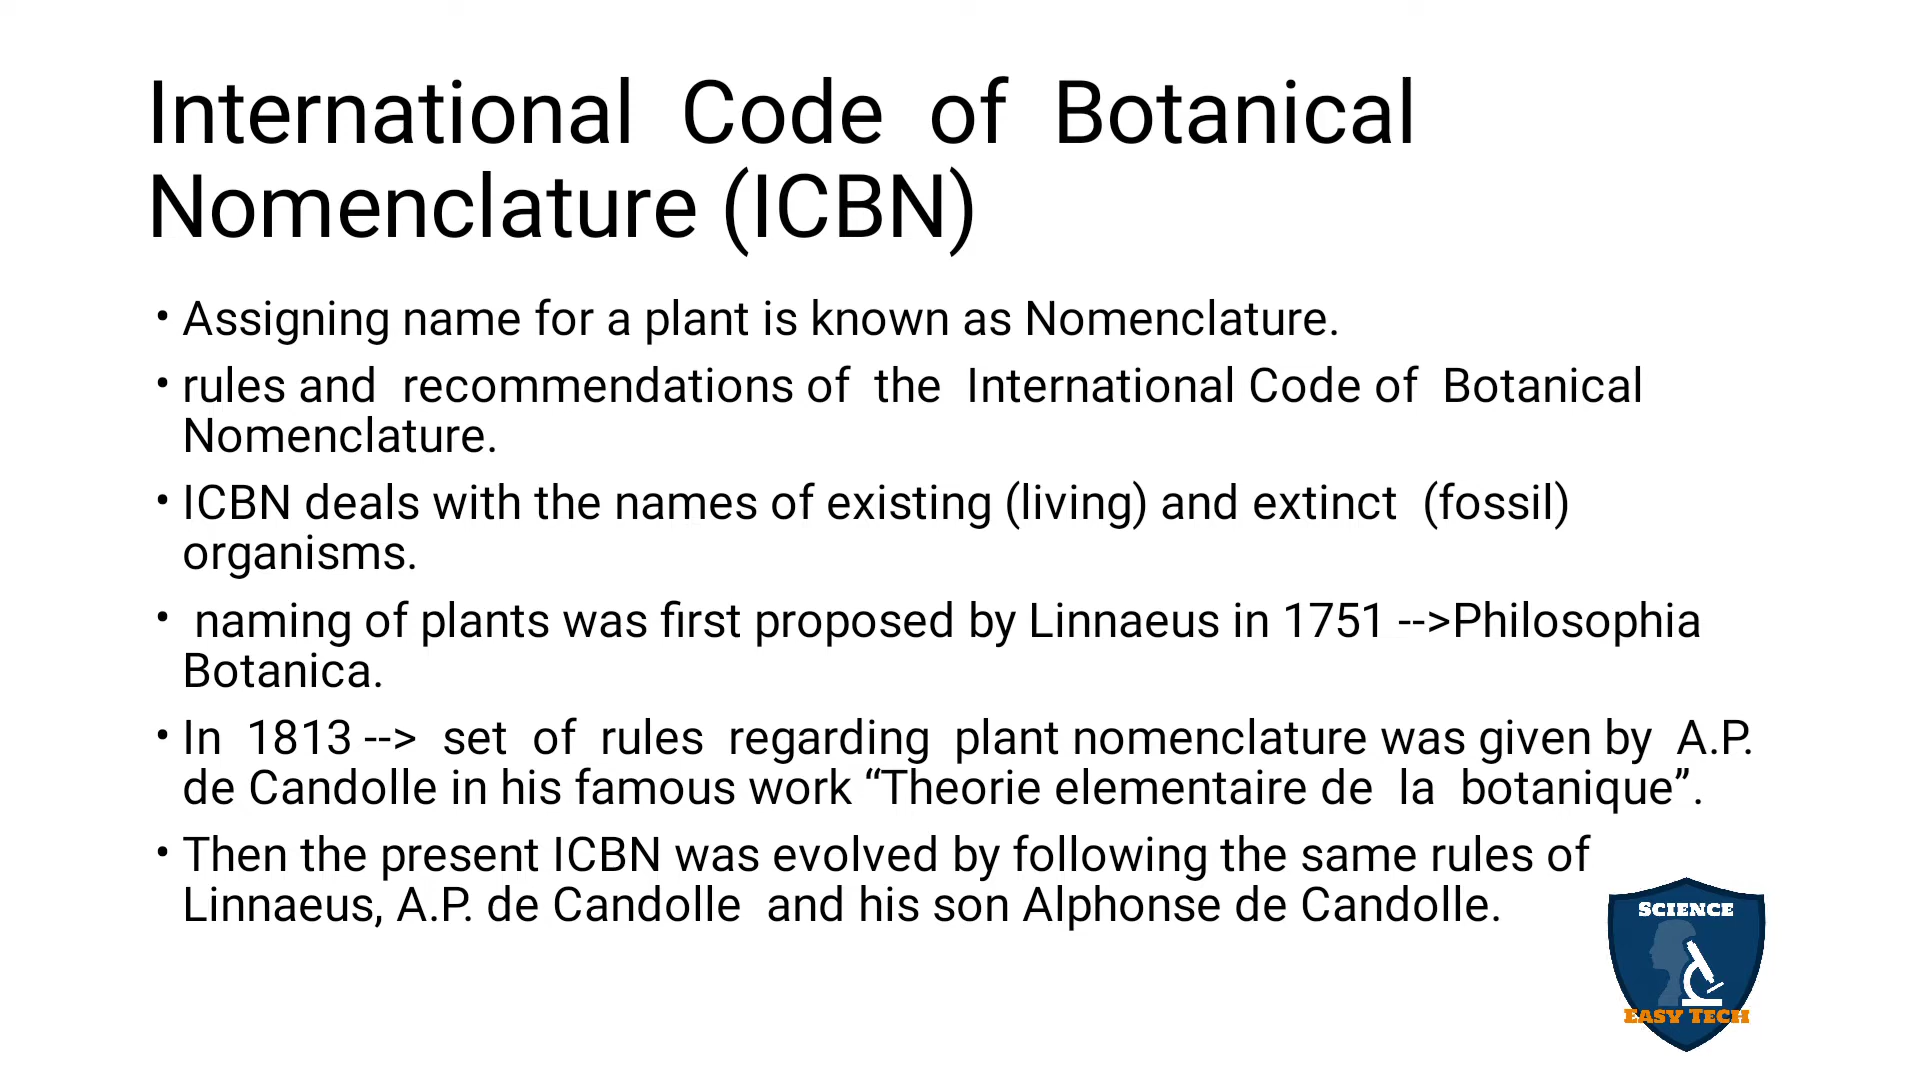 International Code of Botanical
Nomenclature (ICBN)
• Assigning name for a plant is known as Nomenclature.
• rules and recommendations of the International Code of Botanical
Nomenclature.
• ICBN deals with the names of existing (living) and extinct (fossil)
organisms.
• naming of plants was first proposed by Linnaeus in 1751 -->Philosophia
Botanica.
• In 1813 --> set of rules regarding plant nomenclature was given by A.P.
de Candolle in his famous work “Theorie elementaire de la botanique”.
• Then the present ICBN was evolved by following the same rules of
Linnaeus, A.P. de Candolle and his son Alphonse de Candolle.
SCIENCE
EASY TECH